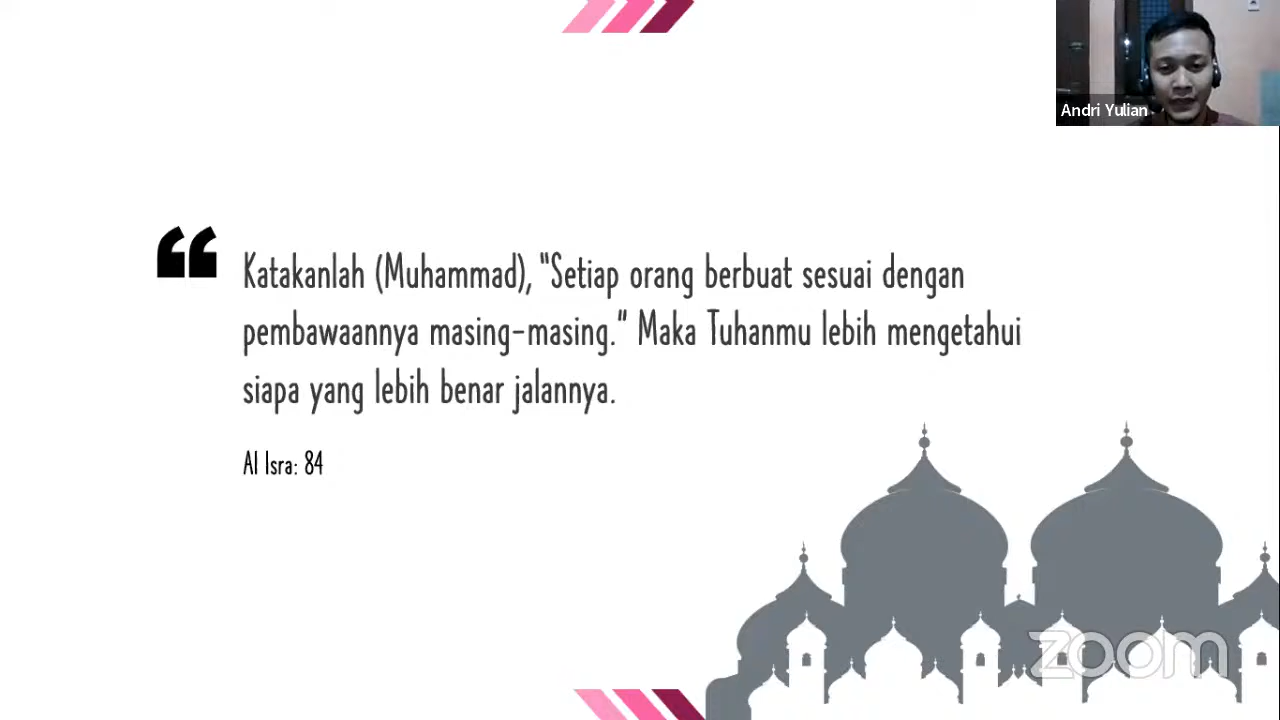 Andri Yulian
Katakanlah (Muhammad), "Setiap orang berbuat sesuai dengan
pembawaannya masing-masing." Maka Tuhanmu lebih mengetahui
siapa yang lebih benar jalannya.
Al Isra: 84
zoom